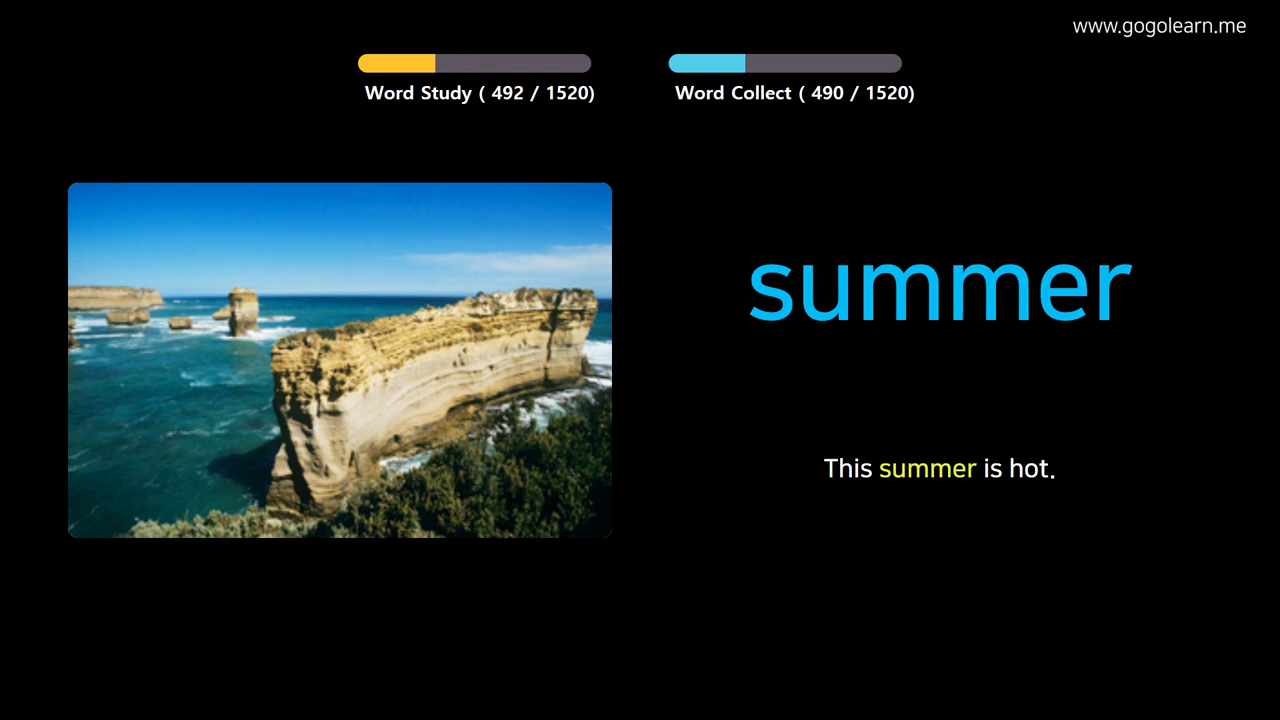 www.gogolearn.me
Word Study ( 492 / 1520)
Word Collect ( 490 / 1520)
summer
This summer is hot.